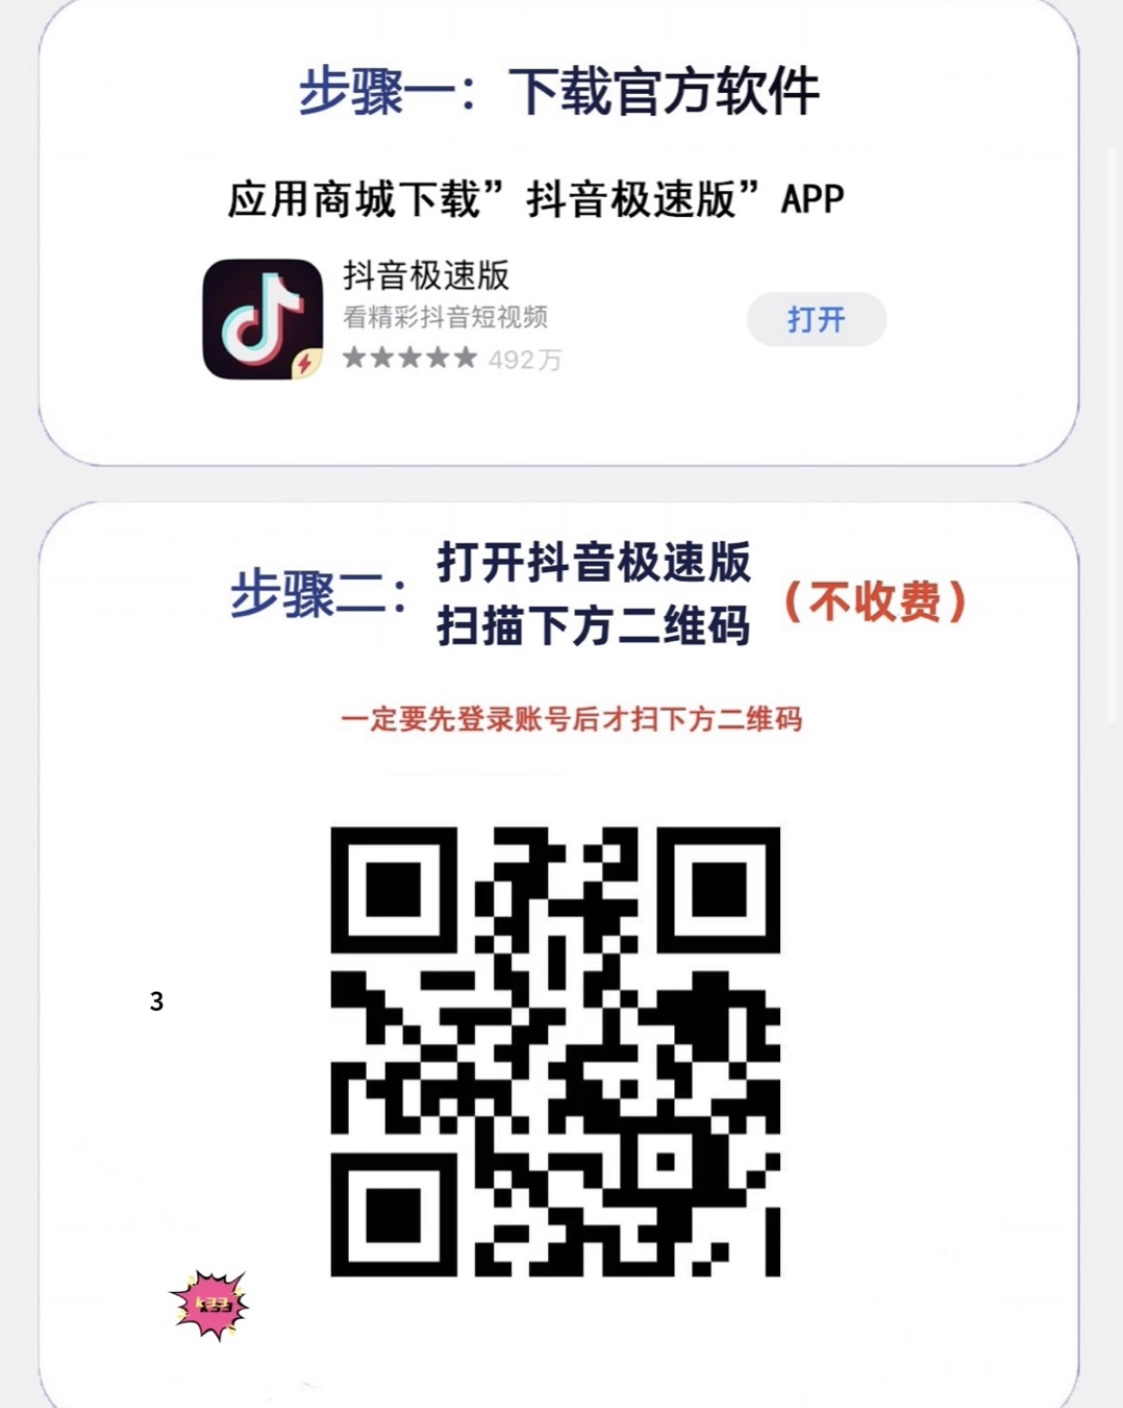 步骤一：下载官方软件
应用商城下载”抖音极速版”APP
抖音极速版
看精彩抖音短视频
打开
★★★★★ 492万
步骤二：打开抖音极速版
扫描下方二维码
（不收费）
一定要先登录账号后才扫下方二维码
3
k33